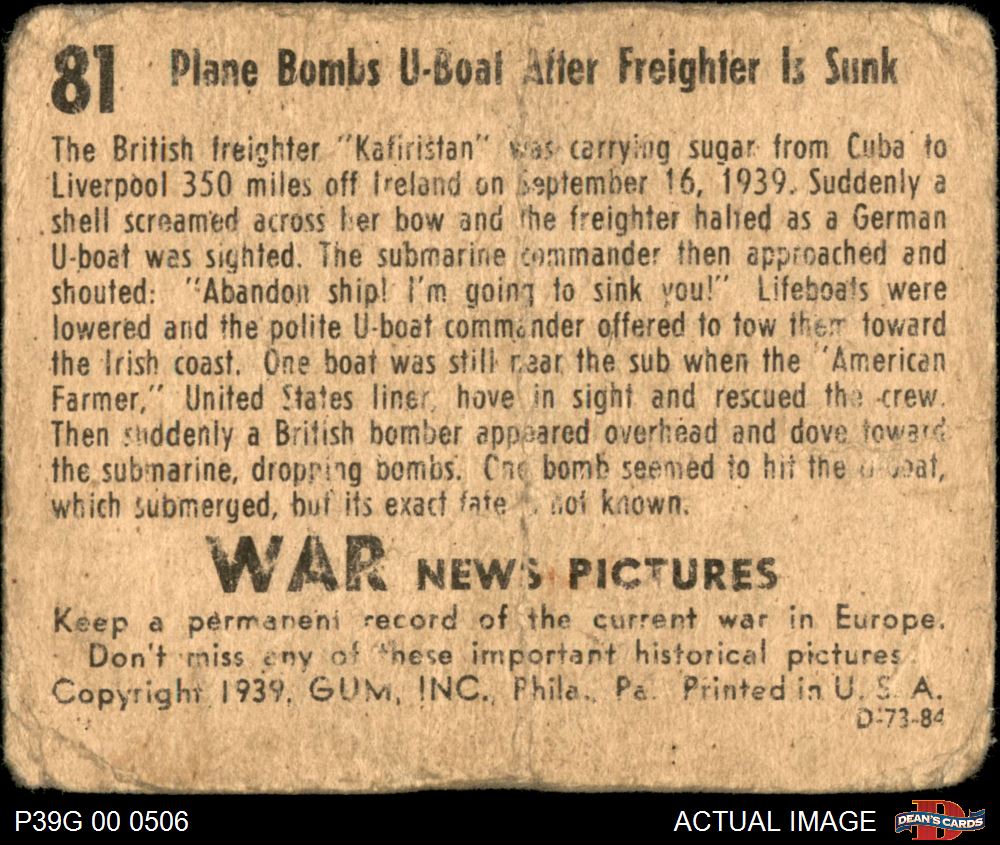 81 Plane Bombs U-Boat After Freighter Is Sunk
The British freighter "Kafiristan" was carrying sugar from Cuba to
Liverpool 350 miles off Ireland on September 16, 1939. Suddenly a
shell screamed across her bow and the freighter halted as a German
U-boat was sighted. The submarine commander then approached and
shouted: "Abandon ship! I'm going to sink you!" Lifeboats were
lowered and the polite U-boat commander offered to tow them toward
the Irish coast. One boat was still near the sub when the "American
Farmer," United States liner, hove in sight and rescued the crew.
Then suddenly a British bomber appeared overhead and dove toward
the submarine, dropping bombs. One bomb seemed to hit the U-boat,
which submerged, but its exact fate is not known.
WAR NEWS PICTURES
Keep a permanent record of the current war in Europe.
Don't miss any of these important historical pictures.
Copyright 1939, GUM, INC., Phila., Pa. Printed in U. S. A.
D-73-84
P39G 00 0506
ACTUAL IMAGE
D
DEAN'S CARDS